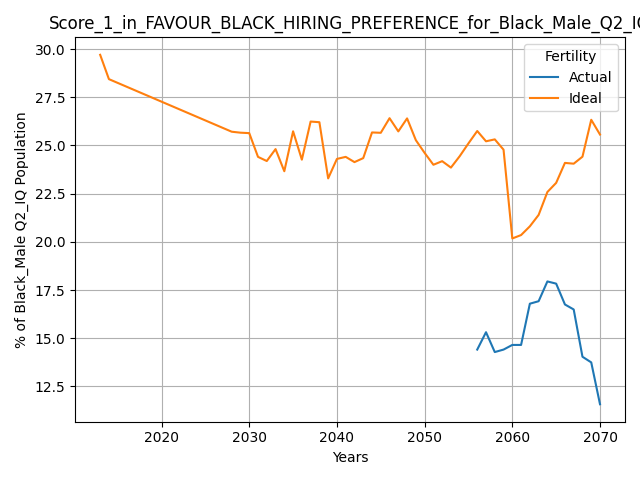 Score_1_in_FAVOUR_BLACK_HIRING_PREFERENCE_for_Black_Male_Q2_IQ
Fertility
Actual
Ideal
30.0
27.5
25.0
22.5
20.0
17.5
15.0
12.5
% of Black_Male Q2_IQ Population
2020 2030 2040 2050 2060 2070
Years